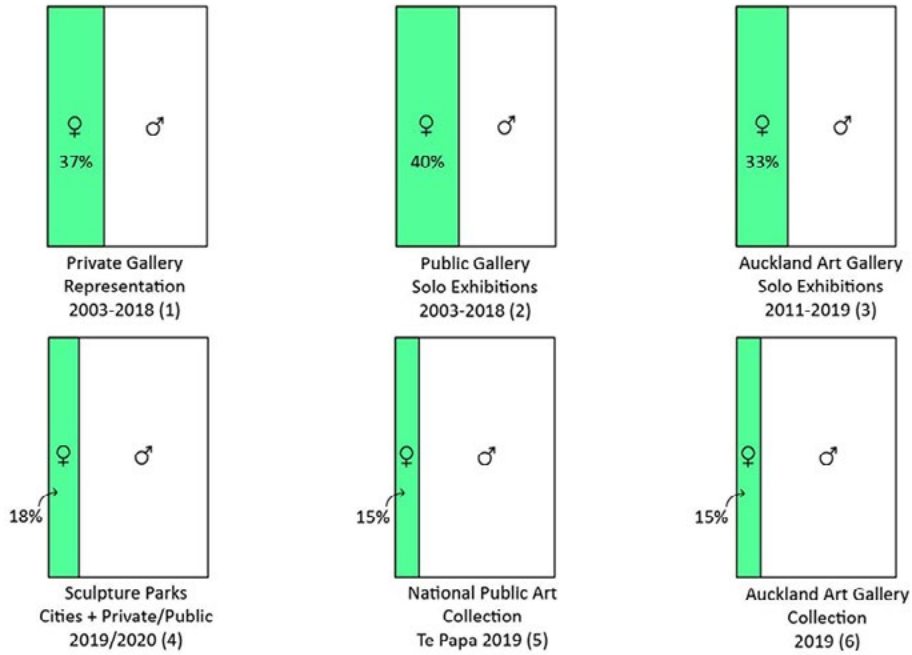 ♀ ♂
37%
Private Gallery
Representation
2003-2018 (1)
♀ ♂
40%
Public Gallery
Solo Exhibitions
2003-2018 (2)
♀ ♂
33%
Auckland Art Gallery
Solo Exhibitions
2011-2019 (3)
♀ ♂
18%
Sculpture Parks
Cities + Private/Public
2019/2020 (4)
♀ ♂
15%
National Public Art
Collection
Te Papa 2019 (5)
♀ ♂
15%
Auckland Art Gallery
Collection
2019 (6)